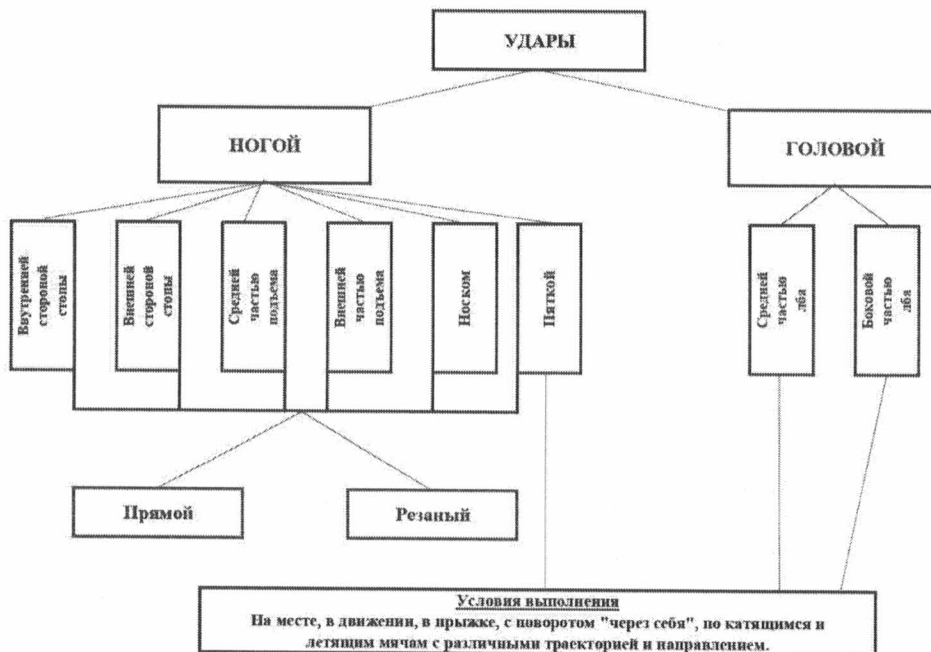 УДАРЫ
НОГОЙ
ГОЛОВОЙ
Ввутренней
стороной
стопы
Внешней
стороной
стопы
Средней
частью
подъема
Внешней
частью
подъема
Носком
Пяткой
Средней
частью
лба
Боковой
частью
лба
Прямой
Резаный
Условия выполнения
На месте, в движении, в прыжке, с поворотом "через себя", по катящимся и
летящим мячам с различными траекторией и направлением.